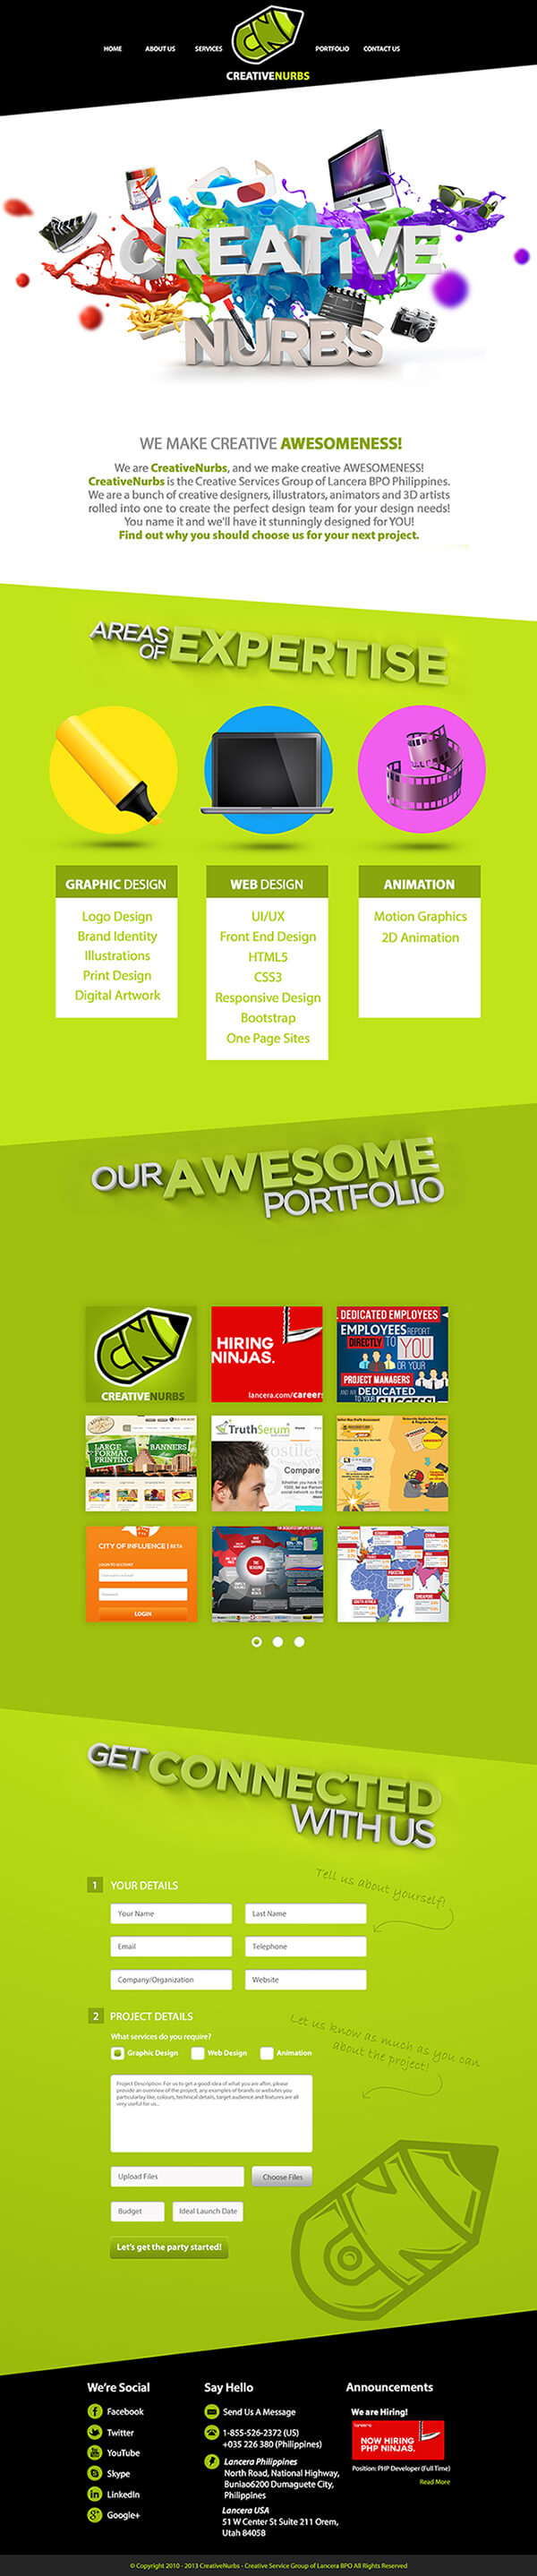 HOME
ABOUT US
SERVICES
PORTFOLIO
CONTACT US
CREATIVENURBS
CREATIVE
NURBS
WE MAKE CREATIVE AWESOMENESS!
We are CreativeNurbs, and we make creative AWESOMENESS!
CreativeNurbs is the Creative Services Group of Lancera BPO Philippines.
We are a bunch of creative designers, illustrators, animators and 3D artists
rolled into one to create the perfect design team for your design needs!
You name it and we'll have it stunningly designed for YOU!
Find out why you should choose us for your next project.
AREAS
OF
EXPERTISE
GRAPHIC DESIGN
Logo Design
Brand Identity
Illustrations
Print Design
Digital Artwork
WEB DESIGN
UI/UX
Front End Design
HTML5
CSS3
Responsive Design
Bootstrap
One Page Sites
ANIMATION
Motion Graphics
2D Animation
OUR AWESOME
PORTFOLIO
CREATIVENURBS
HIRING
NINJAS.
lancera.com/careers
DEDICATED EMPLOYEES
EMPLOYEES REPORT
DIRECTLY TO YOU
OR YOUR
PROJECT MANAGERS
DEDICATED
TO YOUR SUCCESS!
LARGE
FORMAT
PRINTING
BANNERS
TruthSerum
Compare
CITY OF INFLUENCE | BETA
LOGIN TO ACCOUNT
LOGIN
GET CONNECTED
WITH US
1 YOUR DETAILS
Tell us about yourself!
Your Name
Last Name
Email
Telephone
Company/Organization
Website
2 PROJECT DETAILS
Let us know as much as you can
about the project!
What services do you require?
Graphic Design
Web Design
Animation
Project Description: For us to get a good idea of what you are after, please
provide an overview of the project, any examples of brands or websites you
particularlay like, colours, technical details, target audience and features are all
very useful for us...
Upload Files
Choose Files
Budget
Ideal Launch Date
Let's get the party started!
We're Social
Facebook
Twitter
YouTube
Skype
LinkedIn
Google+
Say Hello
Send Us A Message
1-855-526-2372 (US)
+035 226 380 (Philippines)
Lancera Philippines
North Road, National Highway,
Buniao6200 Dumaguete City,
Philippines
Lancera USA
51 W Center St Suite 211 Orem,
Utah 84058
Announcements
We are Hiring!
lancera
NOW HIRING
PHP NINJAS.
Position: PHP Developer (Full Time)
Read More
© Copyright 2010 - 2013 CreativeNurbs - Creative Service Group of Lancera BPO All Rights Reserved